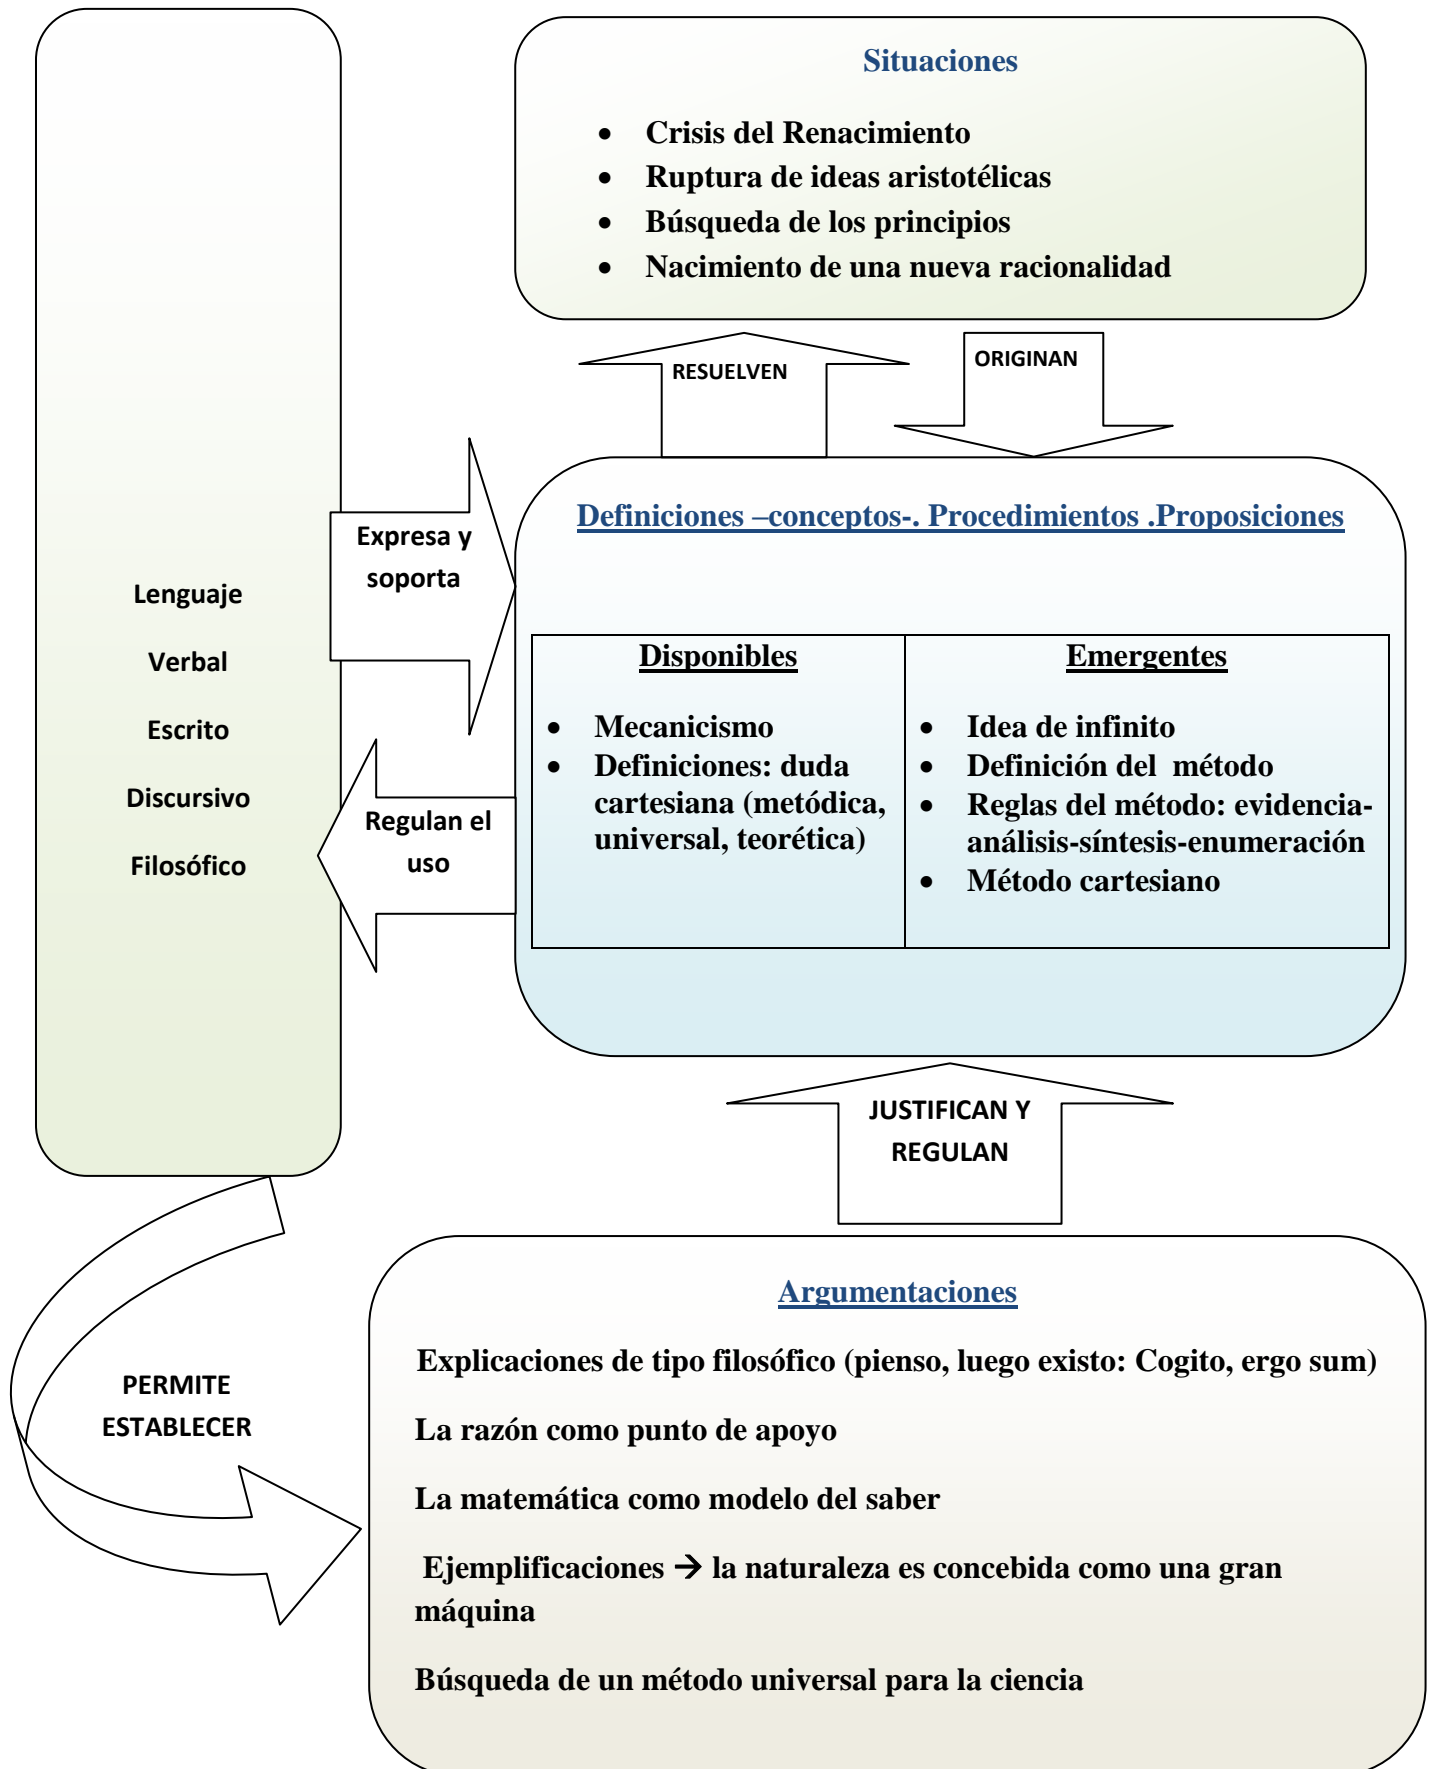 Situaciones
• Crisis del Renacimiento
• Ruptura de ideas aristotélicas
• Búsqueda de los principios
• Nacimiento de una nueva racionalidad
RESUELVEN
ORIGINAN
Lenguaje
Verbal
Escrito
Discursivo
Filosófico
Expresa y
soporta
Regulan el
uso
Definiciones –conceptos-. Procedimientos .Proposiciones
Disponibles
• Mecanicismo
• Definiciones: duda
cartesiana (metódica,
universal, teorética)
Emergentes
• Idea de infinito
• Definición del método
• Reglas del método: evidencia-
análisis-síntesis-enumeración
• Método cartesiano
JUSTIFICAN Y
REGULAN
PERMITE
ESTABLECER
Argumentaciones
Explicaciones de tipo filosófico (pienso, luego existo: Cogito, ergo sum)
La razón como punto de apoyo
La matemática como modelo del saber
Ejemplificaciones → la naturaleza es concebida como una gran
máquina
Búsqueda de un método universal para la ciencia